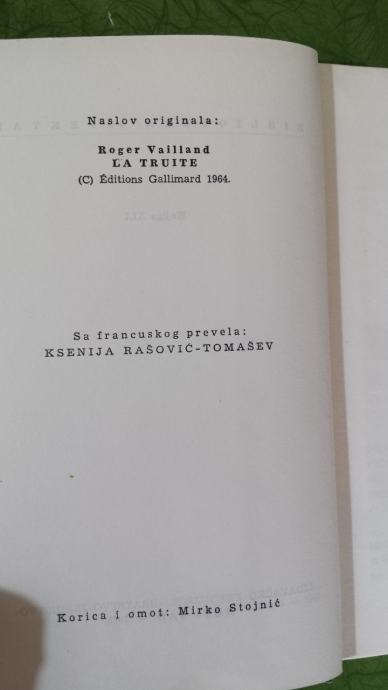 Naslov originala:
Roger Vailland
LA TRUITE
(C) Éditions Gallimard 1964.
Sa francuskog prevela:
KSENIJA RAŠOVIĆ-TOMAŠEV
Korica i omot: Mirko Stojnić